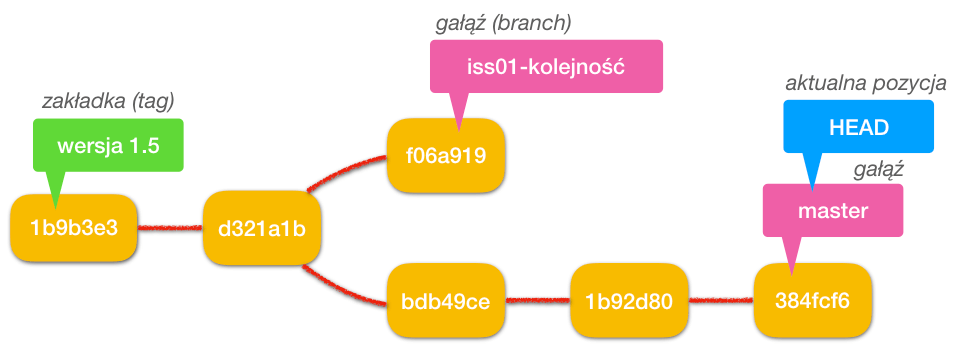 gałąź (branch)
iss01-kolejność
zakładka (tag)
wersja 1.5
aktualna pozycja
HEAD
gałąź
master
f06a919
1b9b3e3
d321a1b
bdb49ce
1b92d80
384fcf6